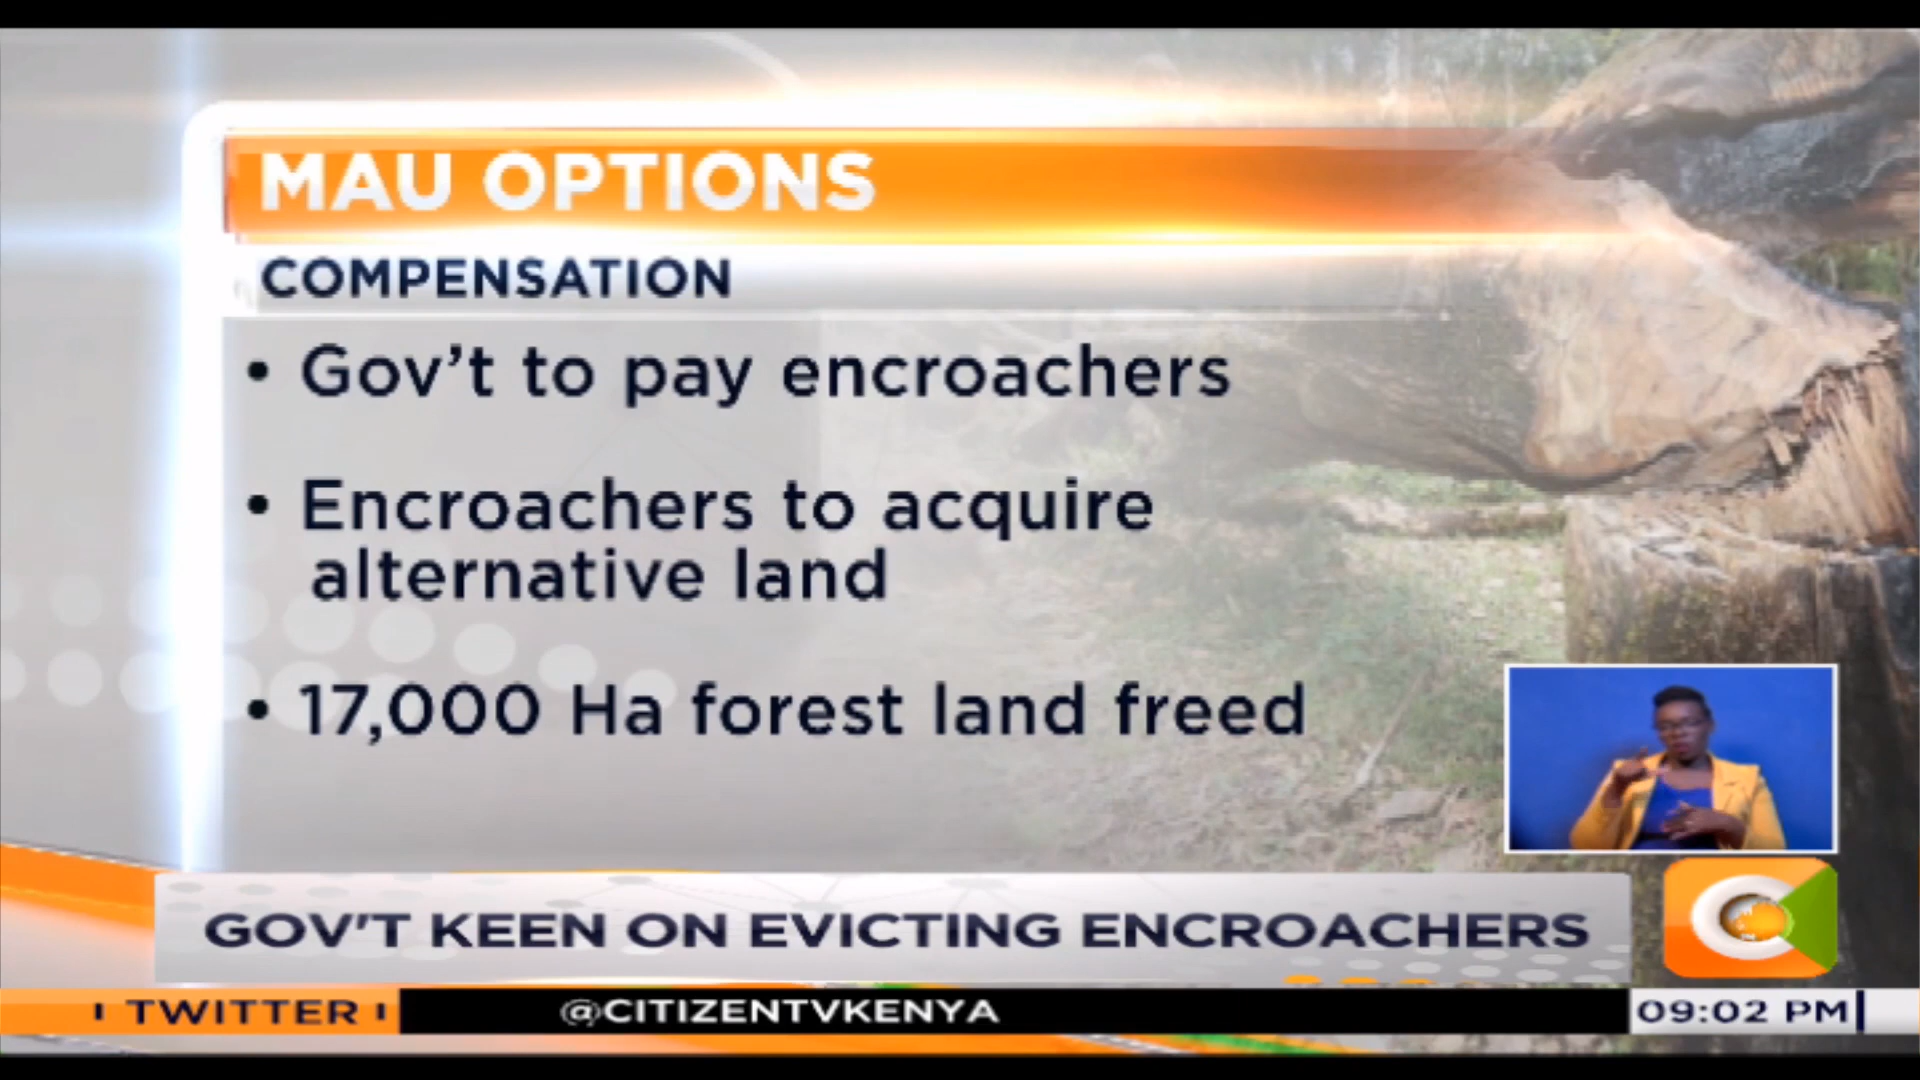 MAU OPTIONS
COMPENSATION
• Gov't to pay encroachers
• Encroachers to acquire
alternative land
• 17,000 Ha forest land freed
GOV'T KEEN ON EVICTING ENCROACHERS
TWITTER
@CITIZENTVKENYA
09:02 PM